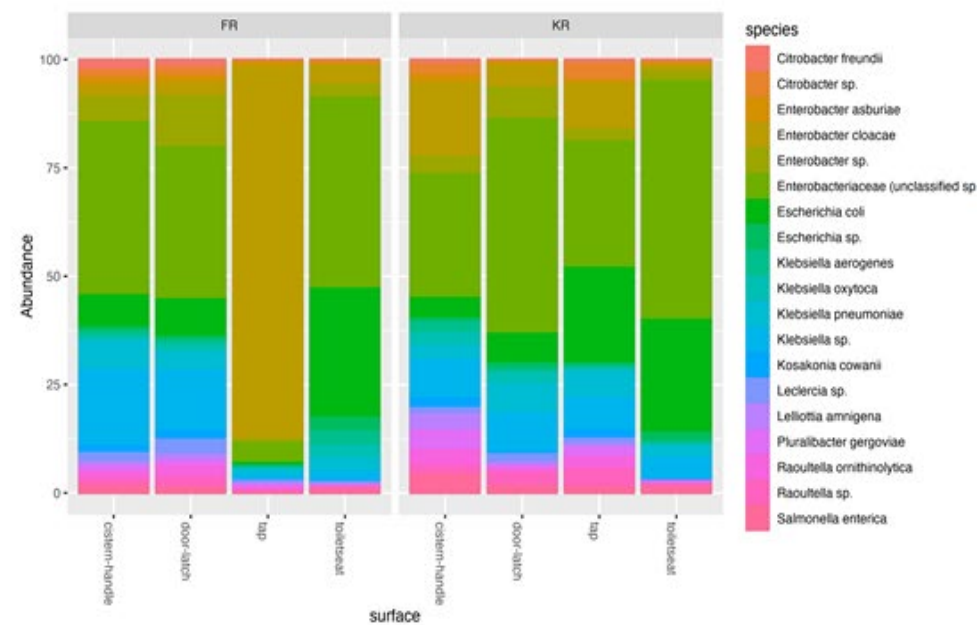 FR
KR
100
75
50
25
0
Abundance
cistern-handle
door-latch
tap
toiletseat
cistern-handle
door-latch
tap
toiletseat
surface
species
Citrobacter freundii
Citrobacter sp.
Enterobacter asburiae
Enterobacter cloacae
Enterobacter sp.
Enterobacteriaceae (unclassified sp
Escherichia coli
Escherichia sp.
Klebsiella aerogenes
Klebsiella oxytoca
Klebsiella pneumoniae
Klebsiella sp.
Kosakonia cowanii
Leclercia sp.
Lelliottia amnigena
Pluralibacter gergoviae
Raoultella ornithinolytica
Raoultella sp.
Salmonella enterica